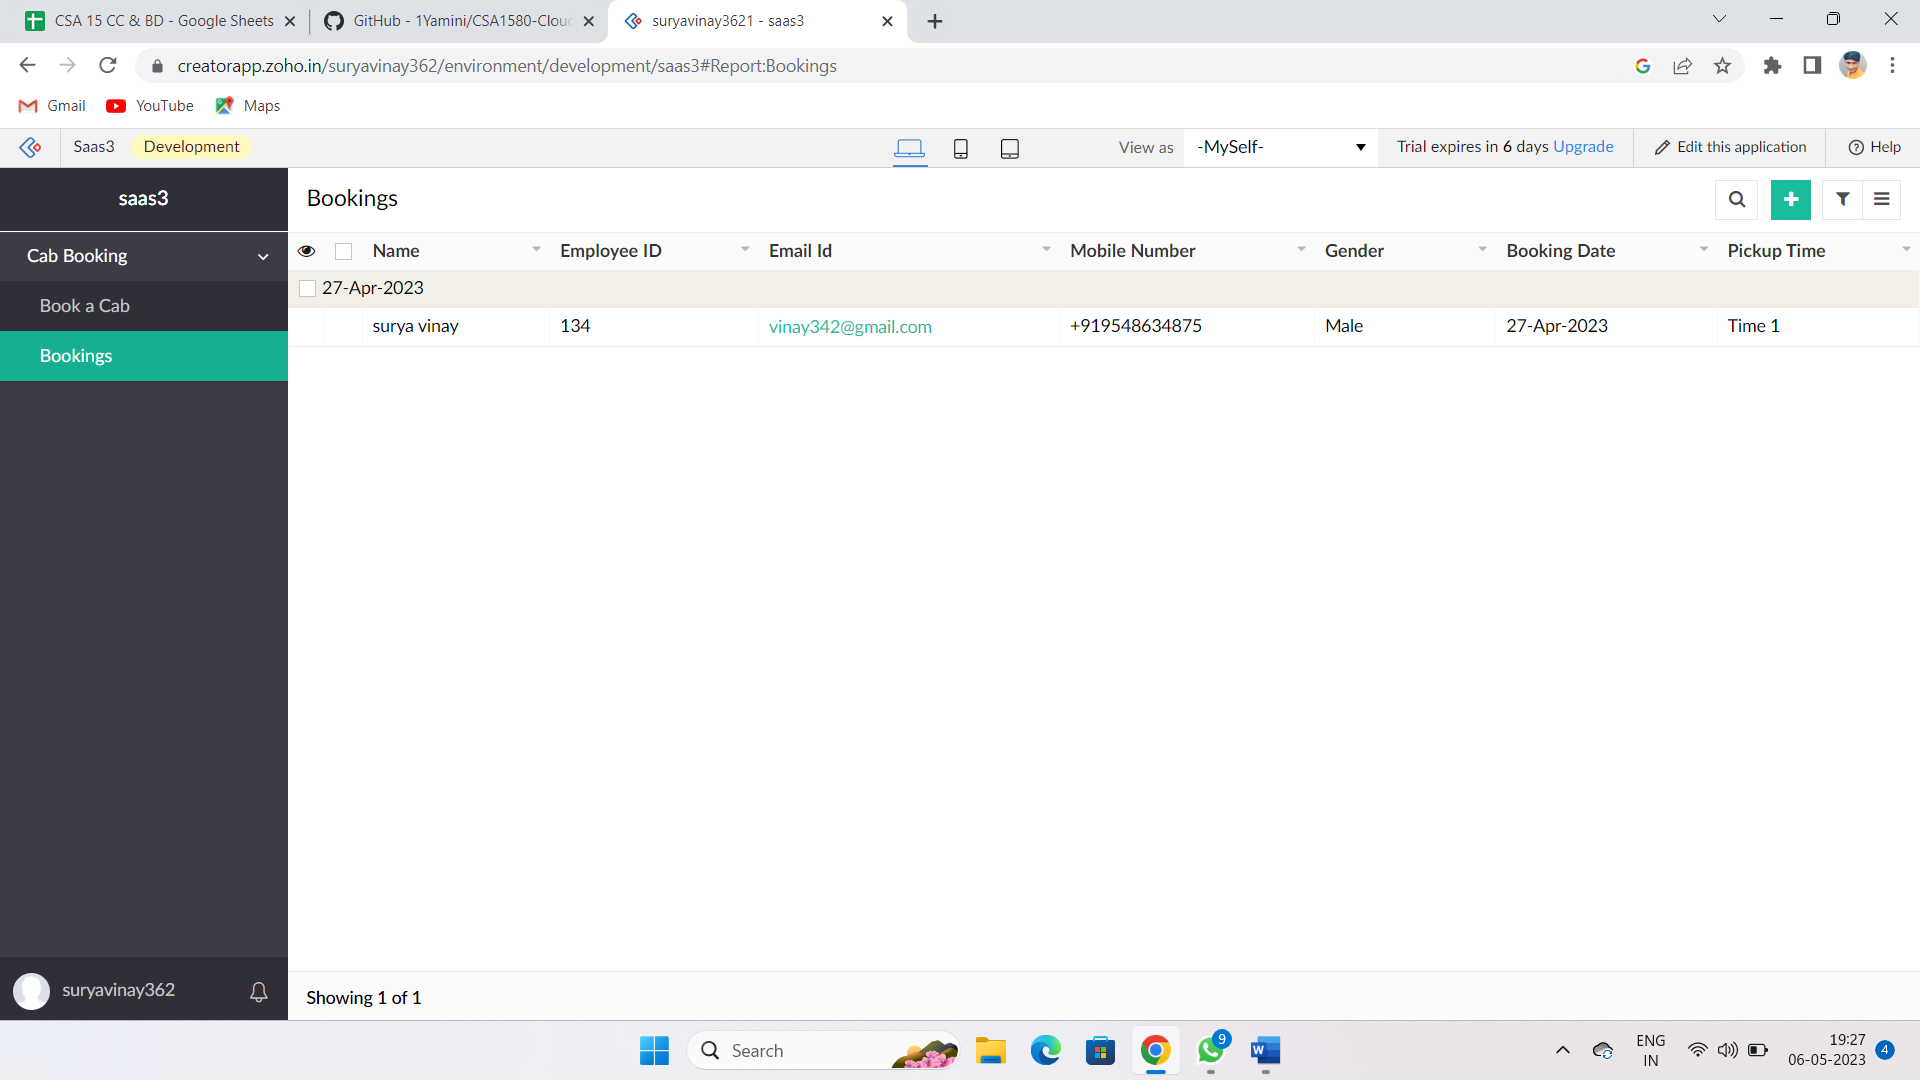 CSA 15 CC & BD - Google Sheets
GitHub - 1Yamini/CSA1580-Clou
suryavinay3621 - saas3
creatorapp.zoho.in/suryavinay362/environment/development/saas3#Report:Bookings
Gmail YouTube Maps
Saas3 Development View as -MySelf- Trial expires in 6 days Upgrade Edit this application Help
saas3
Bookings
Cab Booking
Book a Cab
Bookings
Name Employee ID Email Id Mobile Number Gender Booking Date Pickup Time
27-Apr-2023
surya vinay 134 vinay342@gmail.com +919548634875 Male 27-Apr-2023 Time 1
suryavinay362
Showing 1 of 1
Search
9
W
ENG
IN
19:27
06-05-2023
4